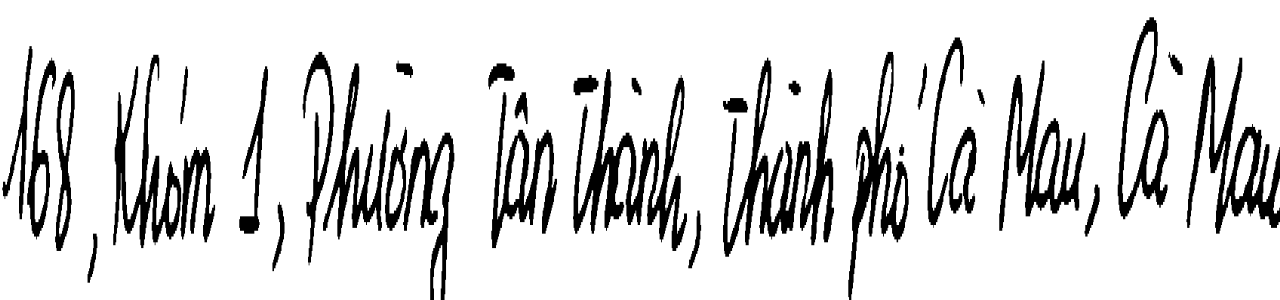 168, Khóm 1, Phường Tân Thành, Thành phố Cà Mau, Cà Mau